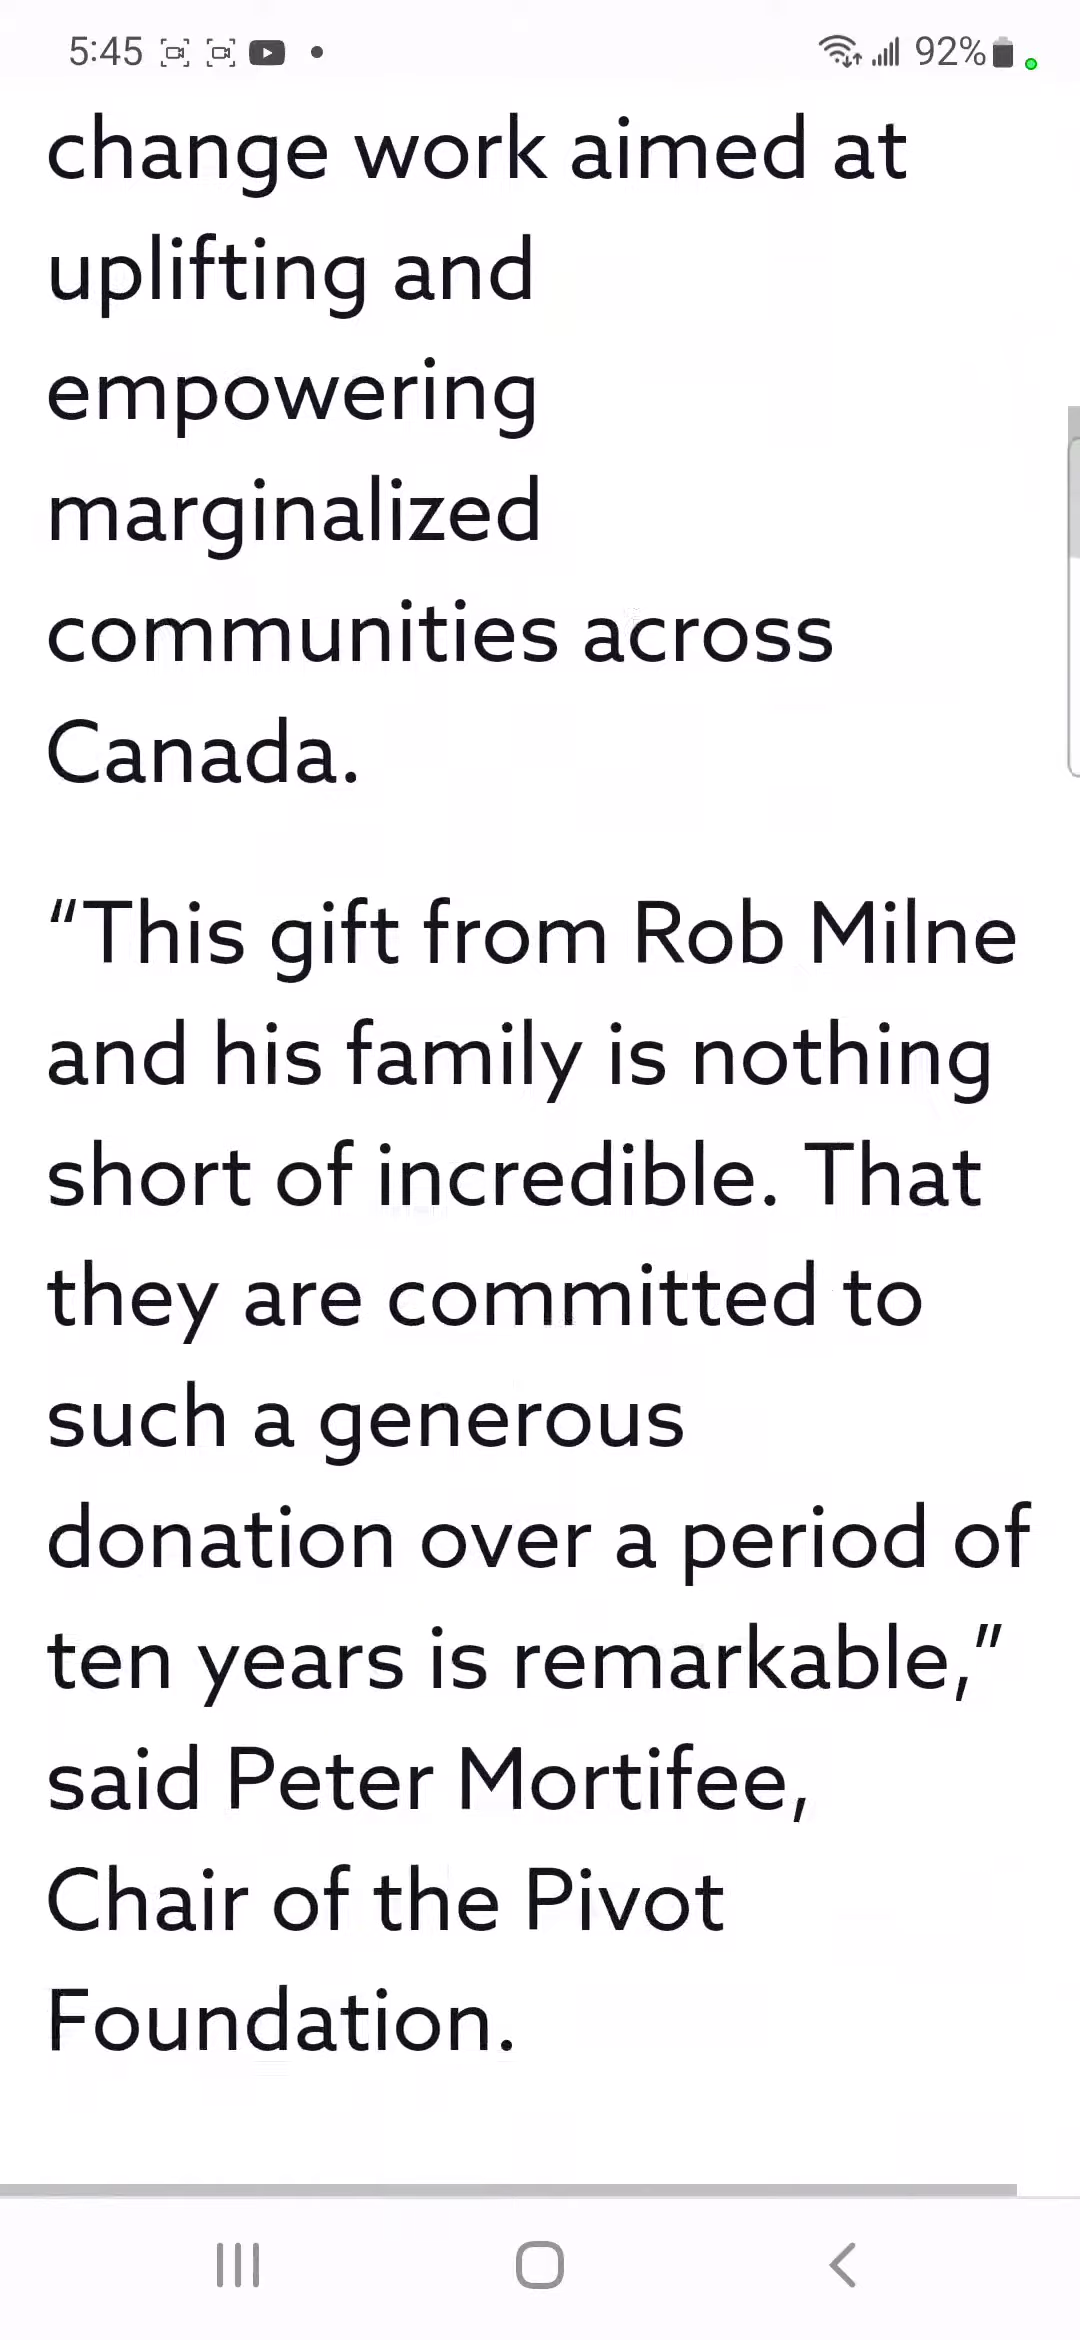 5:45
92%
change work aimed at
uplifting and
empowering
marginalized
communities across
Canada.
“This gift from Rob Milne
and his family is nothing
short of incredible. That
they are committed to
such a generous
donation over a period of
ten years is remarkable,”
said Peter Mortifee,
Chair of the Pivot
Foundation.